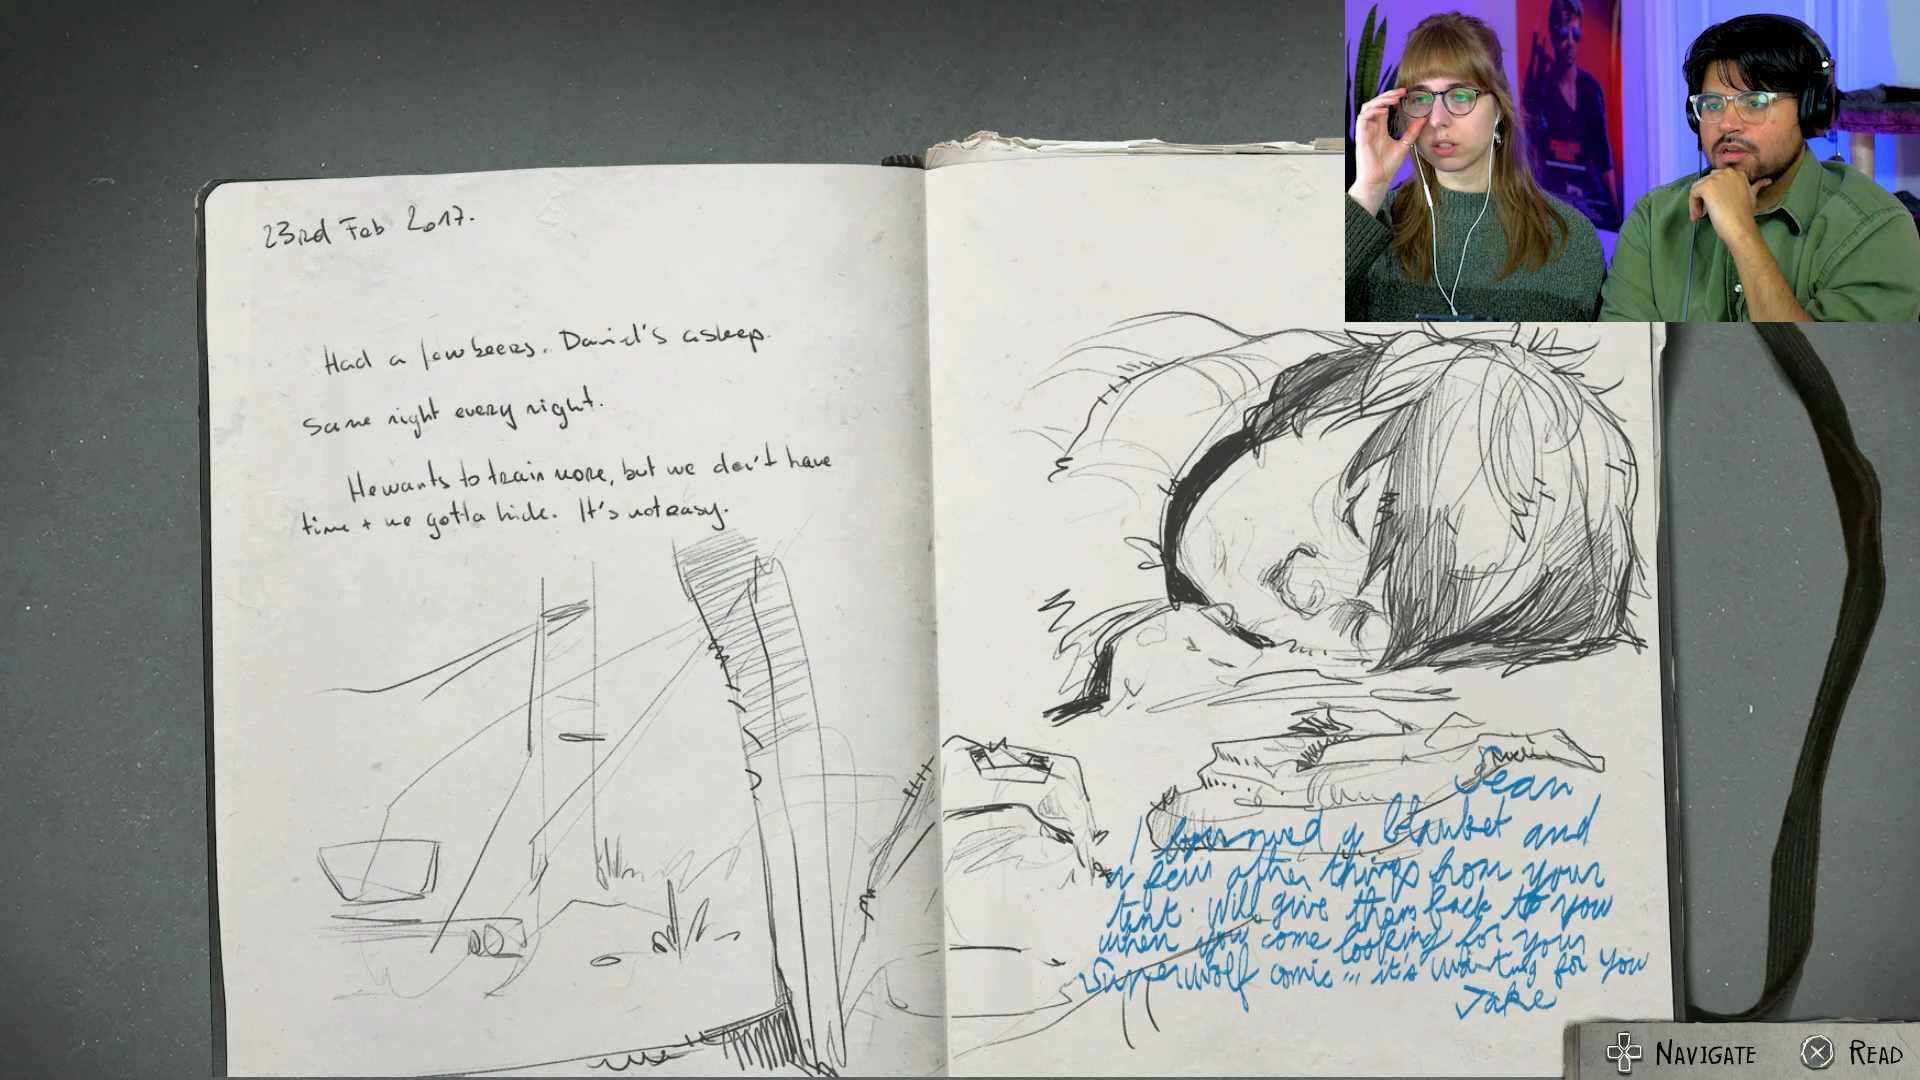 23rd Feb 2017.
Had a few beers. Daniel's asleep.
Same night every night.
He wants to train more, but we don't have
time + we gotta hide. It's not easy.
Sean
I borrowed a blanket and
a few other things from your
tent. Will give them back to you
when you come looking for your
Superwolf comic... it's waiting for you
Jake
NAVIGATE
READ